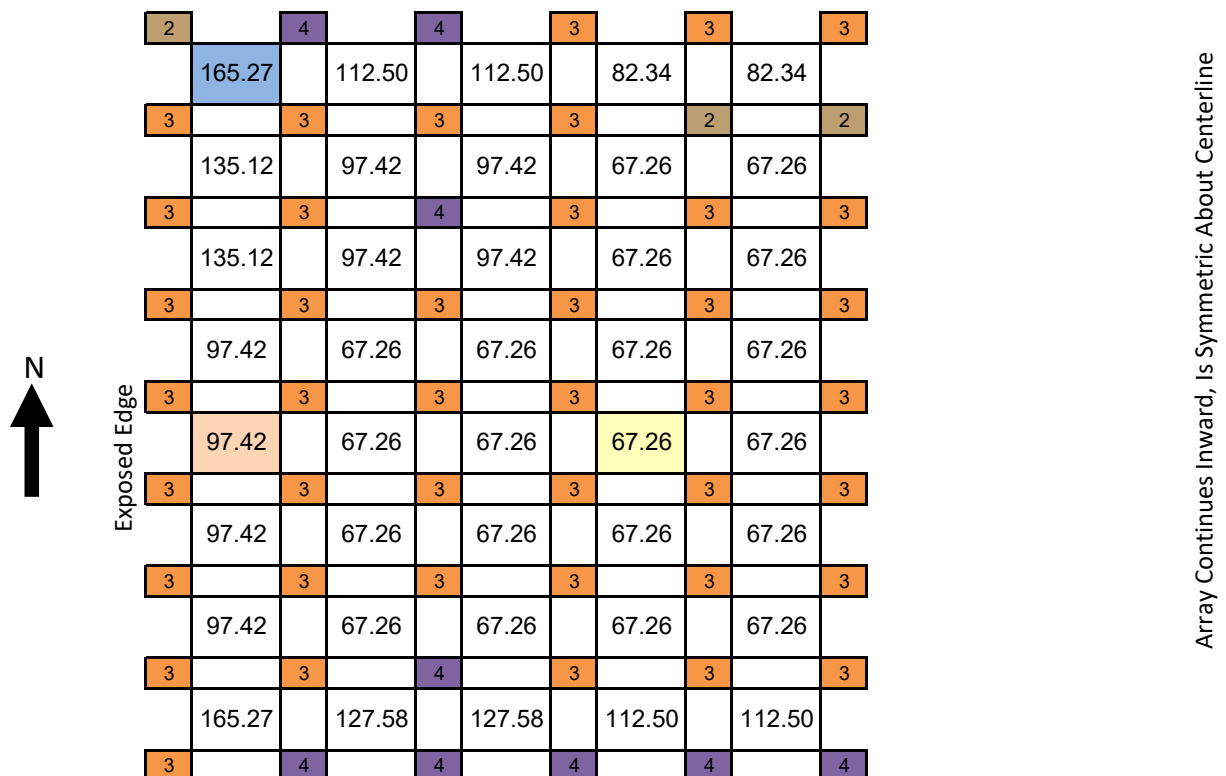 2 4 4 3 3 3
165.27 112.50 112.50 82.34 82.34
3 3 3 3 2 2
135.12 97.42 97.42 67.26 67.26
3 3 4 3 3 3
135.12 97.42 97.42 67.26 67.26
3 3 3 3 3 3
97.42 67.26 67.26 67.26 67.26
N
3 3 3 3 3 3
Exposed Edge
97.42 67.26 67.26 67.26 67.26
3 3 3 3 3 3
97.42 67.26 67.26 67.26 67.26
3 3 3 3 3 3
97.42 67.26 67.26 67.26 67.26
3 3 4 3 3 3
165.27 127.58 127.58 112.50 112.50
3 4 4 4 4 4
Array Continues Inward, Is Symmetric About Centerline